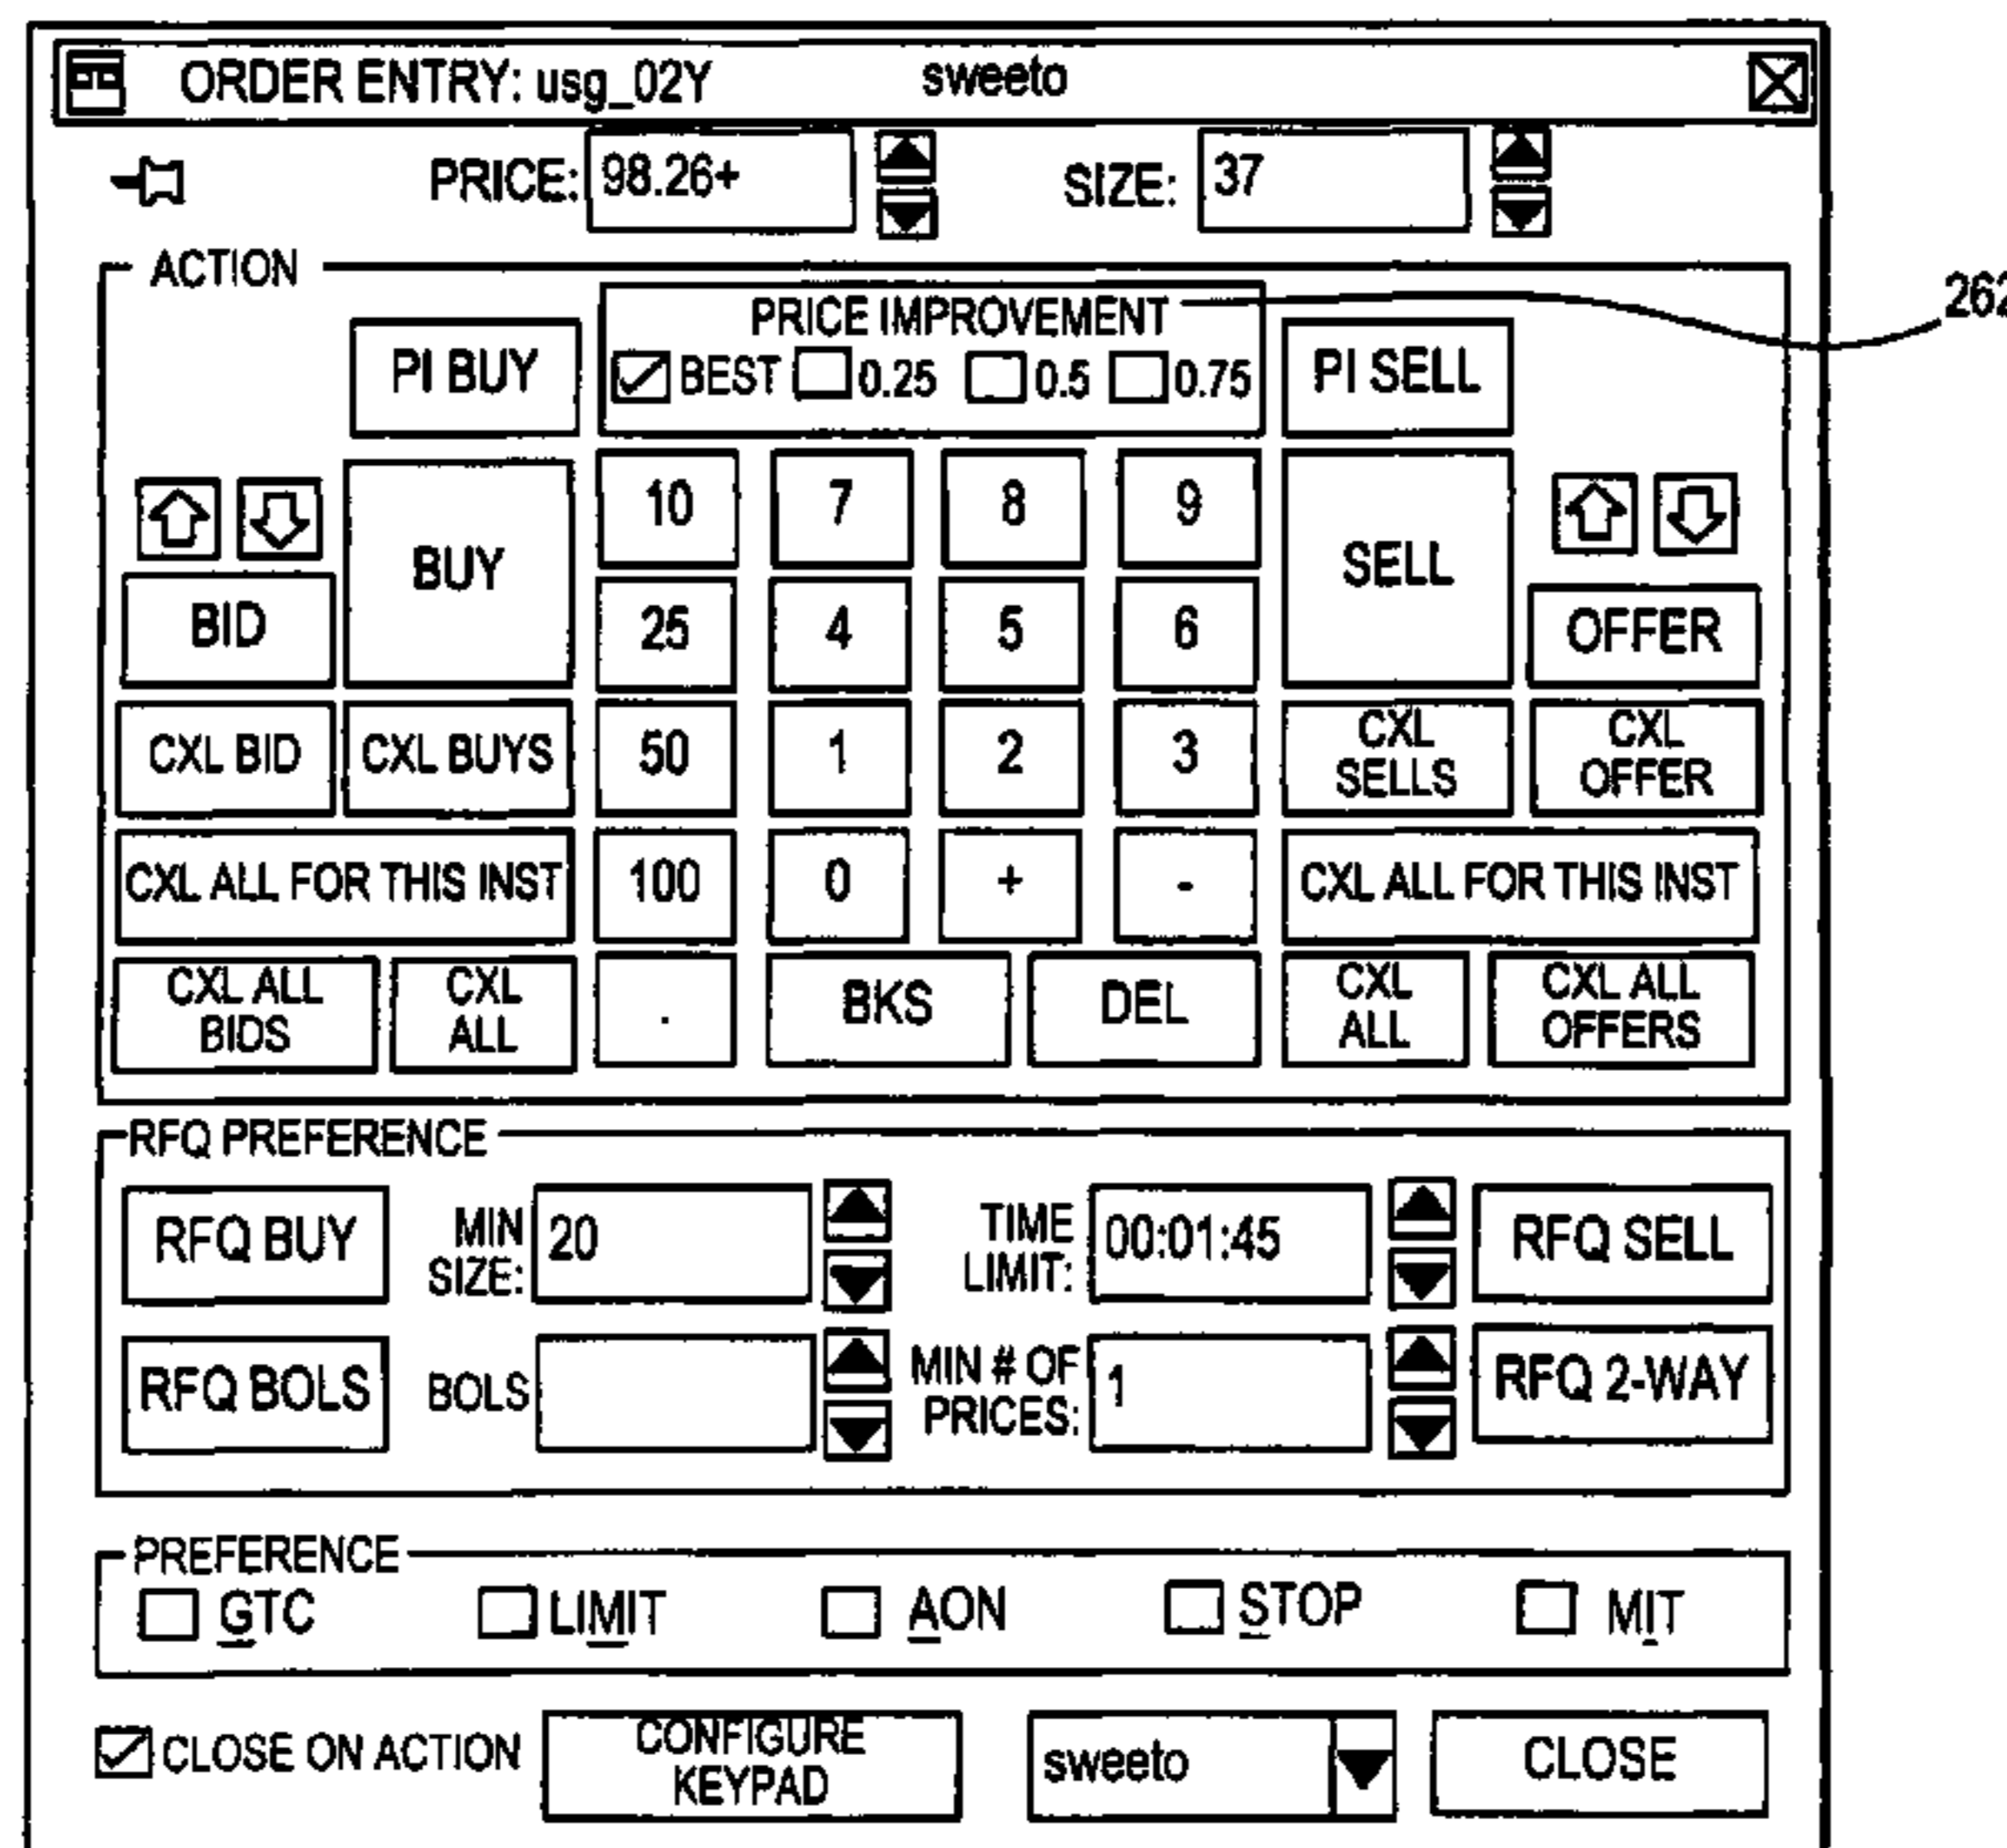 ORDER ENTRY: usg_02Y sweeto
PRICE: 98.26+ SIZE: 37
ACTION
PRICE IMPROVEMENT 262
PI BUY BEST 0.25 0.5 0.75 PI SELL
10 7 8 9
BUY SELL
BID 25 4 5 6 OFFER
CXL BID CXL BUYS 50 1 2 3 CXL SELLS CXL OFFER
CXL ALL FOR THIS INST 100 0 + - CXL ALL FOR THIS INST
CXL ALL BIDS CXL ALL . BKS DEL CXL ALL CXL ALL OFFERS
RFQ PREFERENCE
RFQ BUY MIN SIZE: 20 TIME LIMIT: 00:01:45 RFQ SELL
RFQ BOLS BOLS MIN # OF PRICES: 1 RFQ 2-WAY
PREFERENCE
GTC LIMIT AON STOP MIT
CLOSE ON ACTION CONFIGURE KEYPAD sweeto CLOSE